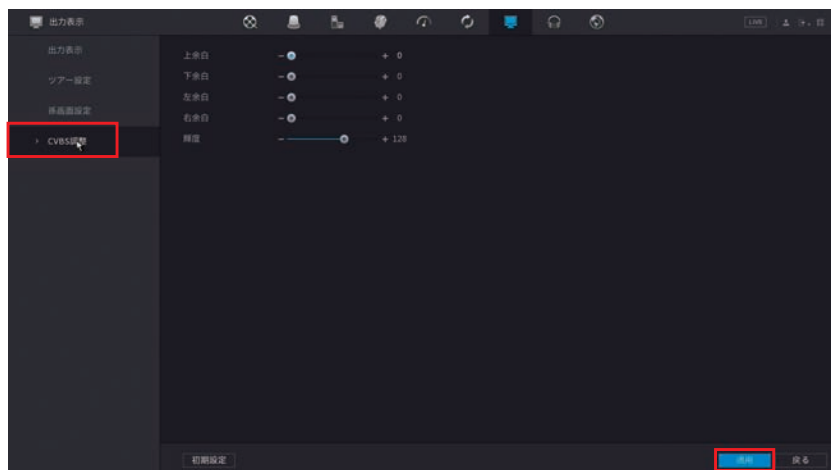 出力表示
LIVE
出力表示
ツアー設定
孫画面設定
CVBS調整
上余白 - + 0
下余白 - + 0
左余白 - + 0
右余白 - + 0
輝度 - + 128
初期設定
適用
戻る